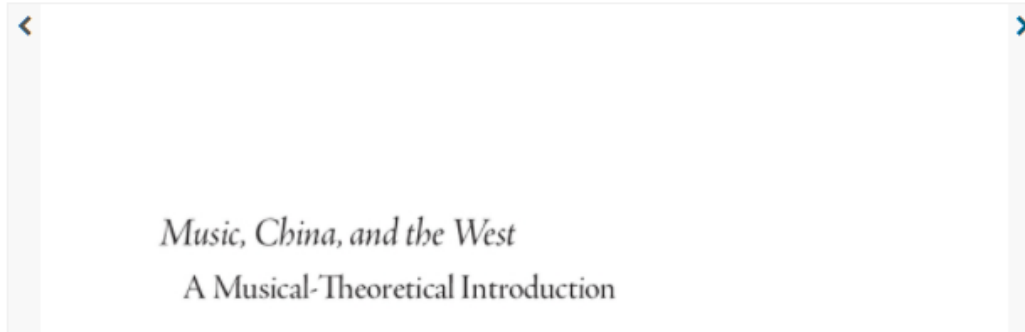 Music, China, and the West
A Musical-Theoretical Introduction